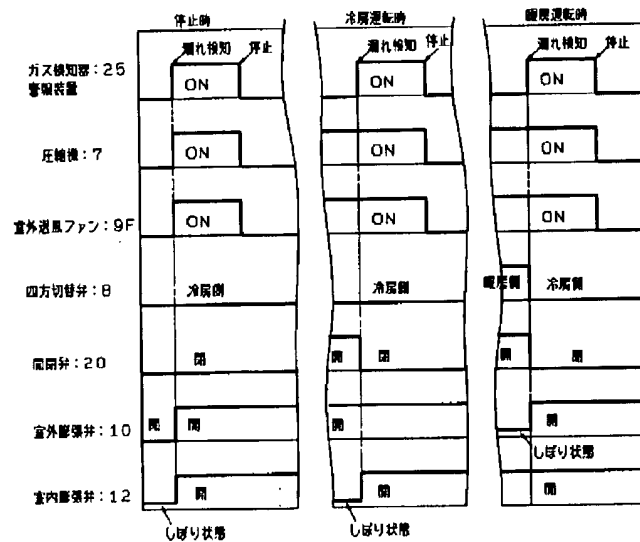 停止時
冷房運転時
暖房運転時
漏れ検知 停止
漏れ検知 停止
漏れ検知 停止
ガス検知器:25
警報装置
ON
ON
ON
圧縮機:7
ON
ON
ON
室外送風ファン:9F
ON
ON
ON
四方切替弁:8
冷房側
冷房側
暖房側 冷房側
開閉弁:20
閉
開 閉
開 閉
室外膨張弁:10
開
開
開
しぼり状態
室内膨張弁:12
開
開
開
しぼり状態
しぼり状態